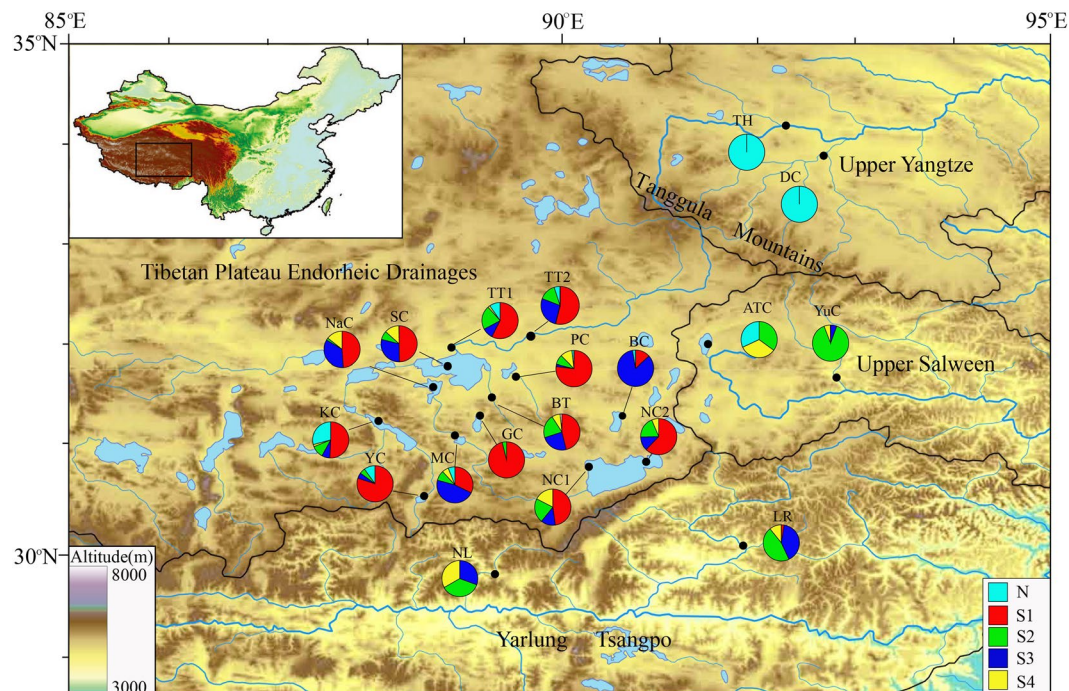 85°E
90°E
95°E
35°N
TH
Upper Yangtze
DC
Tanggula
Mountains
Tibetan Plateau Endorheic Drainages
TT2
TT1
ATC
YuC
SC
NaC
PC
BC
Upper Salween
BT
NC2
KC
GC
YC
MC
NC1
LR
30°N
Altitude(m)
8000
NL
N
S1
Yarlung Tsangpo
S2
S3
S4
3000